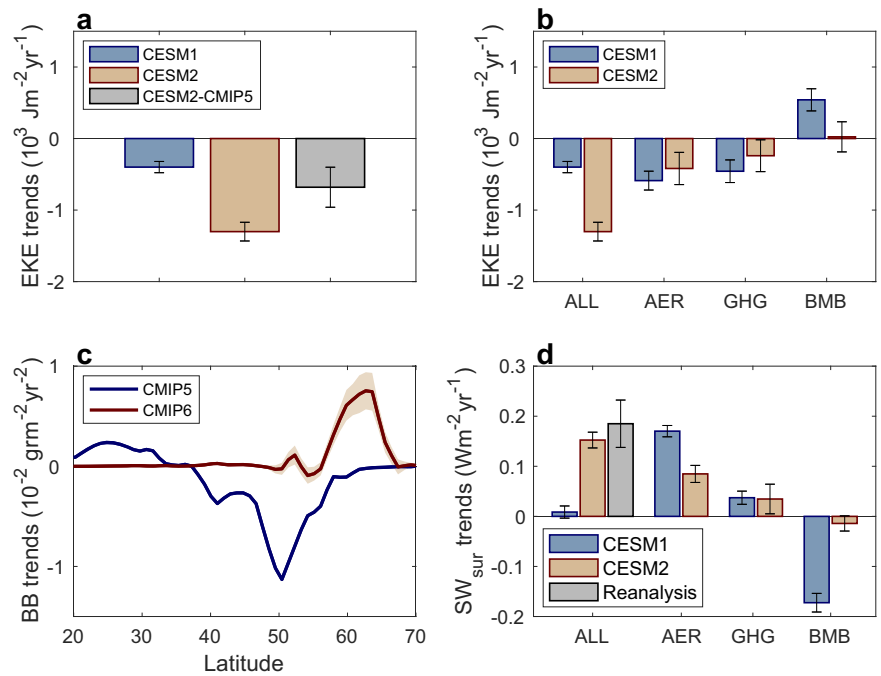 a
EKE trends (10³ Jm⁻²yr⁻¹)
1
0
-1
-2
CESM1
CESM2
CESM2-CMIP5
b
EKE trends (10³ Jm⁻²yr⁻¹)
1
0
-1
-2
CESM1
CESM2
ALL AER GHG BMB
c
BB trends (10⁻² grm⁻²yr⁻²)
1
0
-1
CMIP5
CMIP6
20 30 40 50 60 70
Latitude
d
SW_sur trends (Wm⁻²yr⁻¹)
0.3
0.2
0.1
0
-0.1
-0.2
CESM1
CESM2
Reanalysis
ALL AER GHG BMB